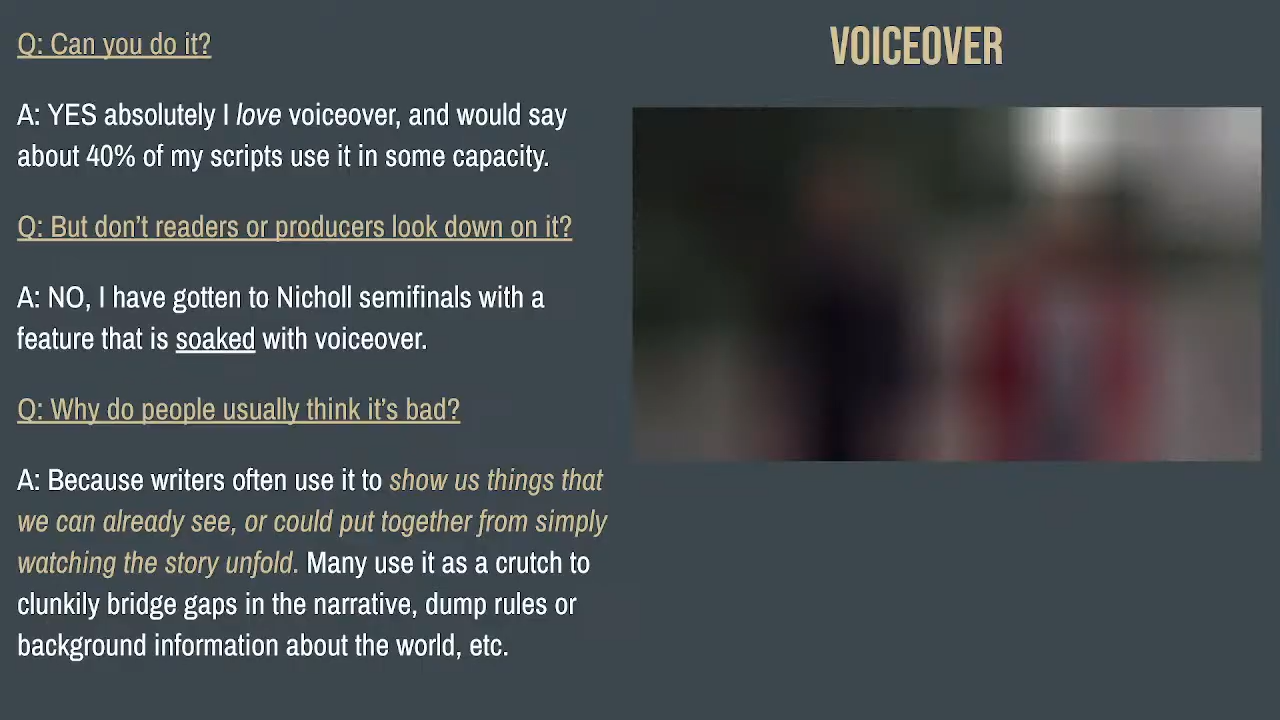 Q: Can you do it?
A: YES absolutely I love voiceover, and would say
about 40% of my scripts use it in some capacity.
Q: But don’t readers or producers look down on it?
A: NO, I have gotten to Nicholl semifinals with a
feature that is soaked with voiceover.
Q: Why do people usually think it’s bad?
A: Because writers often use it to show us things that
we can already see, or could put together from simply
watching the story unfold. Many use it as a crutch to
clunkily bridge gaps in the narrative, dump rules or
background information about the world, etc.
VOICEOVER